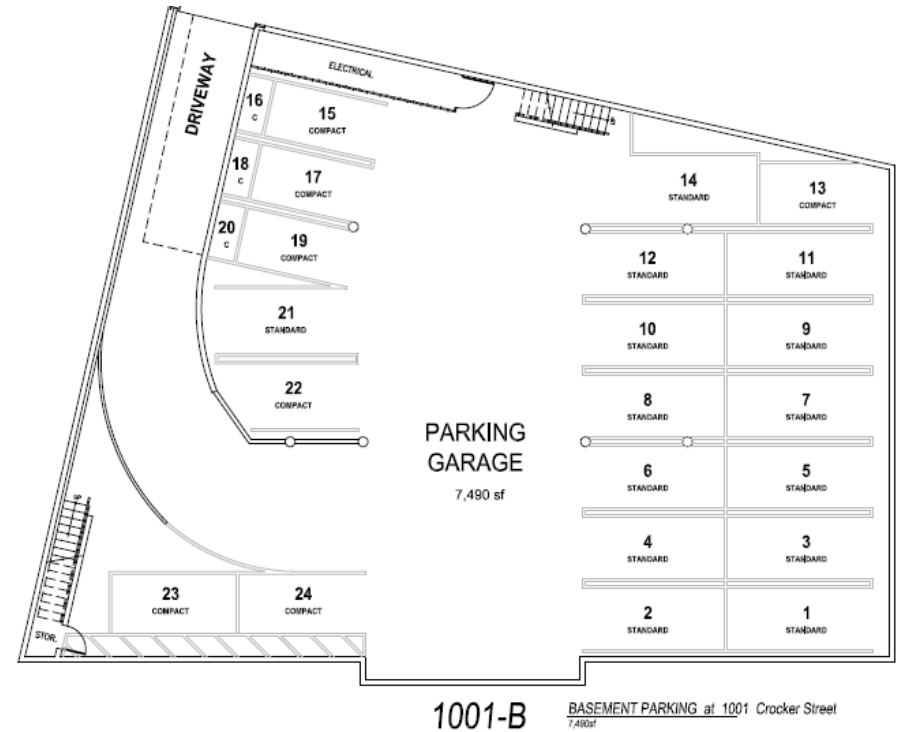 DRIVEWAY
ELECTRICAL
16
C
15
COMPACT
18
C
17
COMPACT
20
C
19
COMPACT
21
STANDARD
22
COMPACT
14
STANDARD
13
COMPACT
12
STANDARD
11
STANDARD
10
STANDARD
9
STANDARD
8
STANDARD
7
STANDARD
PARKING
GARAGE
7,490 sf
6
STANDARD
5
STANDARD
4
STANDARD
3
STANDARD
2
STANDARD
1
STANDARD
UP
23
COMPACT
24
COMPACT
STOR.
1001-B
BASEMENT PARKING at 1001 Crocker Street
7,490sf